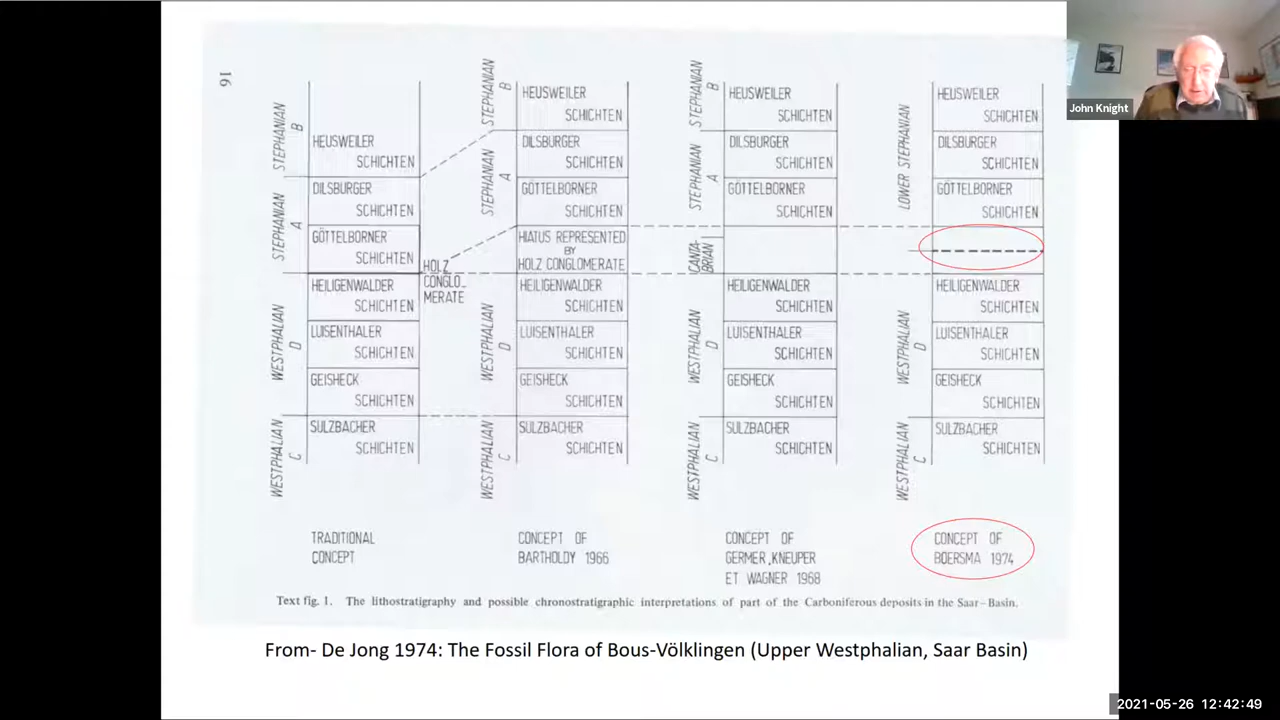 16
STEPHANIAN
B
STEPHANIAN
A
WESTPHALIAN
D
WESTPHALIAN
C
HEUSWEILER
SCHICHTEN
DILSBURGER
SCHICHTEN
GÖTTELBORNER
SCHICHTEN
HEILIGENWALDER
SCHICHTEN
LUISENTHALER
SCHICHTEN
GEISHECK
SCHICHTEN
SULZBACHER
SCHICHTEN
TRADITIONAL
CONCEPT
HOLZ
CONGLO_
MERATE
STEPHANIAN
B
STEPHANIAN
A
WESTPHALIAN
D
WESTPHALIAN
C
HEUSWEILER
SCHICHTEN
DILSBURGER
SCHICHTEN
GÖTTELBORNER
SCHICHTEN
HIATUS REPRESENTED
BY
HOLZ CONGLOMERATE
HEILIGENWALDER
SCHICHTEN
LUISENTHALER
SCHICHTEN
GEISHECK
SCHICHTEN
SULZBACHER
SCHICHTEN
CONCEPT OF
BARTHOLDY 1966
STEPHANIAN
B
STEPHANIAN
A
CANTA-
BRIAN
WESTPHALIAN
D
WESTPHALIAN
C
HEUSWEILER
SCHICHTEN
DILSBURGER
SCHICHTEN
GÖTTELBORNER
SCHICHTEN
HEILIGENWALDER
SCHICHTEN
LUISENTHALER
SCHICHTEN
GEISHECK
SCHICHTEN
SULZBACHER
SCHICHTEN
CONCEPT OF
GERMER, KNEUPER
ET WAGNER 1968
LOWER STEPHANIAN
WESTPHALIAN
D
WESTPHALIAN
C
HEUSWEILER
SCHICHTEN
DILSBURGER
SCHICHTEN
GÖTTELBORNER
SCHICHTEN
HEILIGENWALDER
SCHICHTEN
LUISENTHALER
SCHICHTEN
GEISHECK
SCHICHTEN
SULZBACHER
SCHICHTEN
CONCEPT OF
BOERSMA 1974
Text fig. 1. The lithostratigraphy and possible chronostratigraphic interpretations of part of the Carboniferous deposits in the Saar–Basin.
From- De Jong 1974: The Fossil Flora of Bous-Völklingen (Upper Westphalian, Saar Basin)
John Knight
2021-05-26 12:42:49